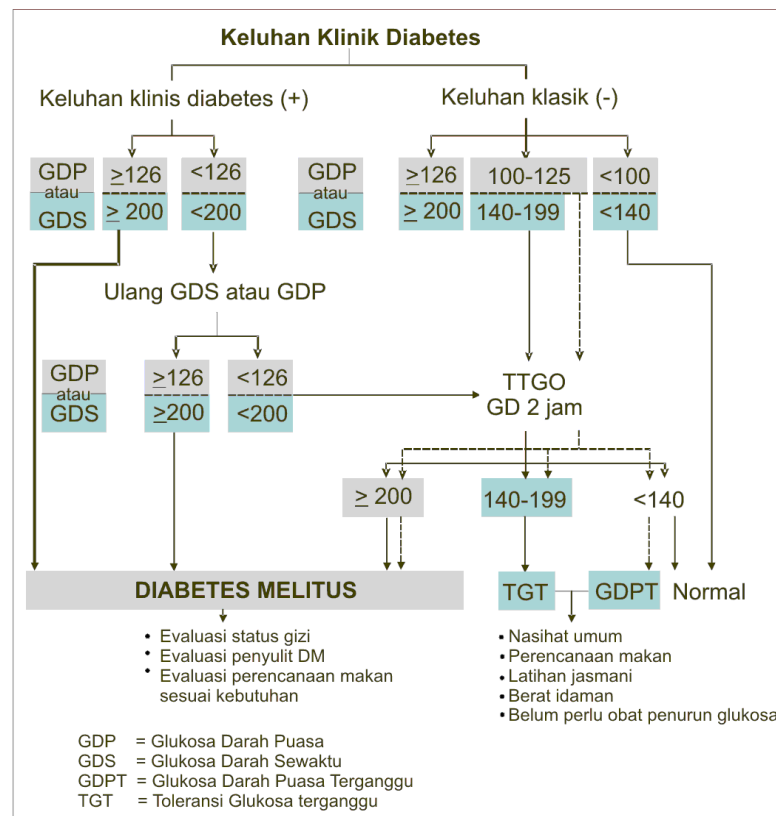 Keluhan Klinik Diabetes
Keluhan klinis diabetes (+)
Keluhan klasik (-)
GDP
atau
GDS
≥126
≥ 200
<126
<200
GDP
atau
GDS
≥126
≥ 200
100-125
140-199
<100
<140
Ulang GDS atau GDP
GDP
atau
GDS
≥126
≥200
<126
<200
TTGO
GD 2 jam
≥ 200
140-199
<140
DIABETES MELITUS
TGT
GDPT
Normal
• Evaluasi status gizi
• Evaluasi penyulit DM
• Evaluasi perencanaan makan
sesuai kebutuhan
• Nasihat umum
• Perencanaan makan
• Latihan jasmani
• Berat idaman
• Belum perlu obat penurun glukosa
GDP = Glukosa Darah Puasa
GDS = Glukosa Darah Sewaktu
GDPT = Glukosa Darah Puasa Terganggu
TGT = Toleransi Glukosa terganggu